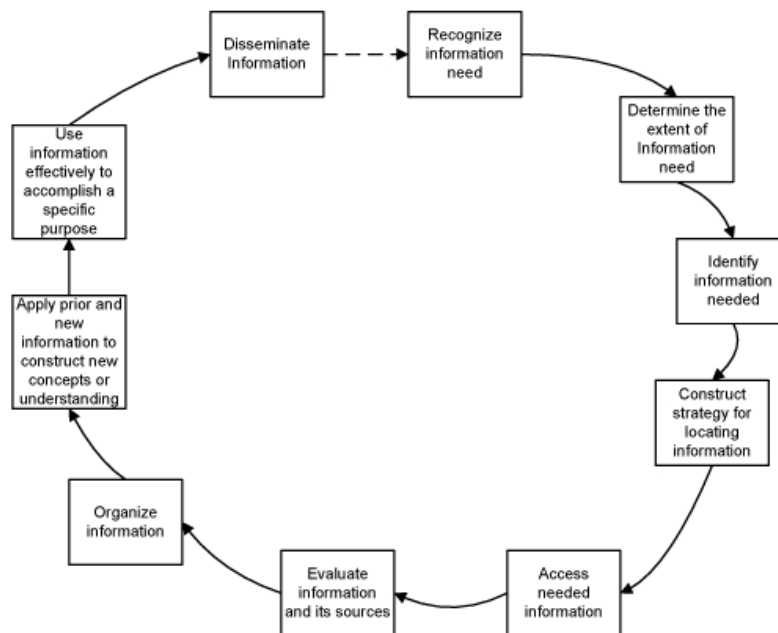 Disseminate
Information
Recognize
information
need
Determine the
extent of
Information
need
Identify
information
needed
Construct
strategy for
locating
information
Access
needed
information
Evaluate
information
and its sources
Organize
information
Apply prior and
new
information to
construct new
concepts or
understanding
Use
information
effectively to
accomplish a
specific
purpose